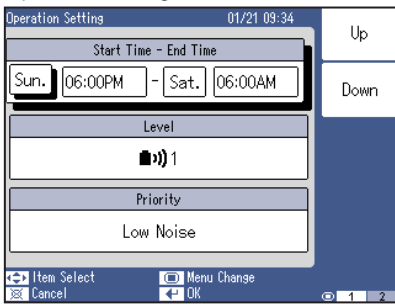 Operation Setting 01/21 09:34
Up
Start Time - End Time
Sun. 06:00PM - Sat. 06:00AM
Down
Level
1
Priority
Low Noise
Item Select Menu Change
Cancel OK
1 2